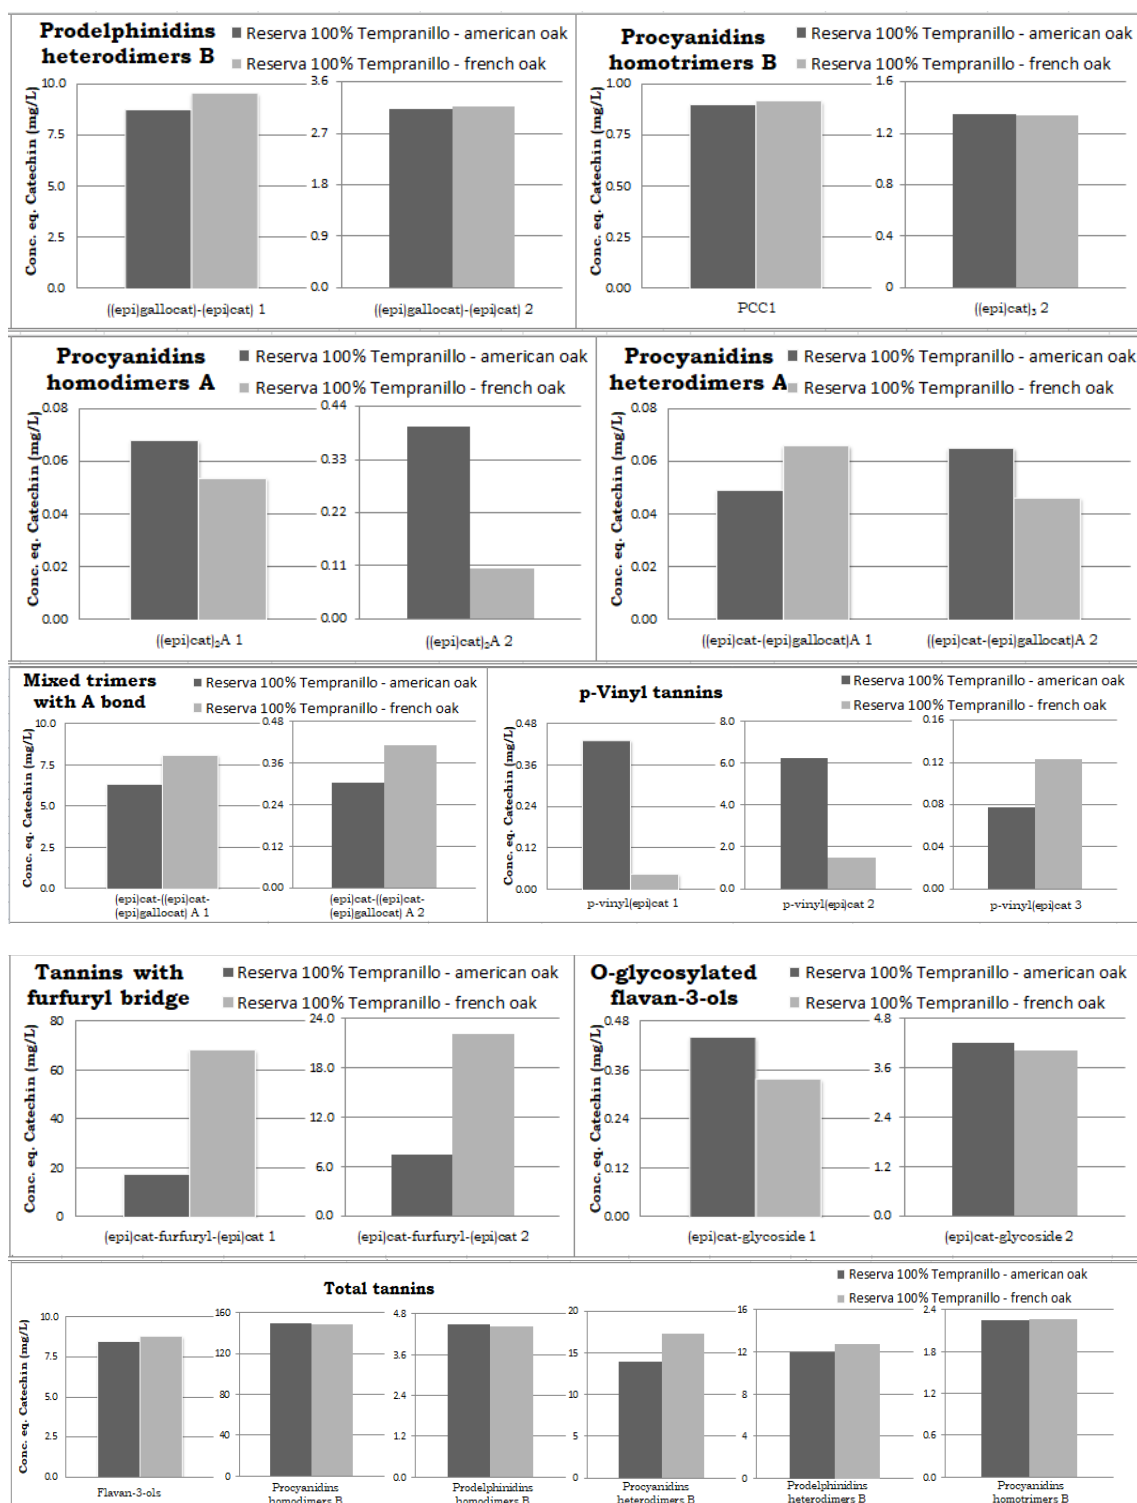 Prodelphinidins
heterodimers B
Reserva 100% Tempranillo - american oak
Reserva 100% Tempranillo - french oak
Conc. eq. Catechin (mg/L)
10.0
7.5
5.0
2.5
0.0
((epi)gallocat)-(epi)cat) 1
3.6
2.7
1.8
0.9
0.0
((epi)gallocat)-(epi)cat) 2
Procyanidins
homotrimers B
Reserva 100% Tempranillo - american oak
Reserva 100% Tempranillo - french oak
Conc. eq. Catechin (mg/L)
1.00
0.75
0.50
0.25
0.00
PCC1
1.6
1.2
0.8
0.4
0
((epi)cat)₃ 2
Procyanidins
homodimers A
Reserva 100% Tempranillo - american oak
Reserva 100% Tempranillo - french oak
Conc. eq. Catechin (mg/L)
0.08
0.06
0.04
0.02
0.00
((epi)cat)₂A 1
0.44
0.33
0.22
0.11
0.00
((epi)cat)₂A 2
Procyanidins
heterodimers A
Reserva 100% Tempranillo - american oak
Reserva 100% Tempranillo - french oak
Conc. eq. Catechin (mg/L)
0.08
0.06
0.04
0.02
0.00
((epi)cat-(epi)gallocat)A 1
((epi)cat-(epi)gallocat)A 2
Mixed trimers
with A bond
Reserva 100% Tempranillo - american oak
Reserva 100% Tempranillo - french oak
Conc. eq. Catechin (mg/L)
10.0
7.5
5.0
2.5
0.0
(epi)cat-((epi)cat-
(epi)gallocat) A 1
0.48
0.36
0.24
0.12
0.00
(epi)cat-((epi)cat-
(epi)gallocat) A 2
p-Vinyl tannins
Reserva 100% Tempranillo - american oak
Reserva 100% Tempranillo - french oak
Conc. eq. Catechin (mg/L)
0.48
0.36
0.24
0.12
0.00
p-vinyl(epi)cat 1
8.0
6.0
4.0
2.0
0.0
p-vinyl(epi)cat 2
0.16
0.12
0.08
0.04
0.00
p-vinyl(epi)cat 3
Tannins with
furfuryl bridge
Reserva 100% Tempranillo - american oak
Reserva 100% Tempranillo - french oak
Conc. eq. Catechin (mg/L)
80
60
40
20
0
(epi)cat-furfuryl-(epi)cat 1
24.0
18.0
12.0
6.0
0.0
(epi)cat-furfuryl-(epi)cat 2
O-glycosylated
flavan-3-ols
Reserva 100% Tempranillo - american oak
Reserva 100% Tempranillo - french oak
Conc. eq. Catechin (mg/L)
0.48
0.36
0.24
0.12
0.00
(epi)cat-glycoside 1
4.8
3.6
2.4
1.2
0.0
(epi)cat-glycoside 2
Total tannins
Reserva 100% Tempranillo - american oak
Reserva 100% Tempranillo - french oak
Conc. eq. Catechin (mg/L)
10.0
7.5
5.0
2.5
0.0
Flavan-3-ols
160
120
80
40
0
Procyanidins
homodimers B
4.8
3.6
2.4
1.2
0.0
Prodelphinidins
homodimers B
20
15
10
5
0
Procyanidins
heterodimers B
16
12
8
4
0
Prodelphinidins
heterodimers B
2.4
1.8
1.2
0.6
0.0
Procyanidins
homotrimers B